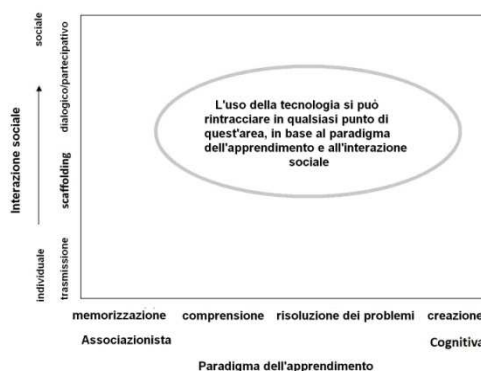 sociale
dialogico/partecipativo
Interazione sociale
scaffolding
individuale
trasmissione
L'uso della tecnologia si può
rintracciare in qualsiasi punto di
quest'area, in base al paradigma
dell'apprendimento e all'interazione
sociale
memorizzazione comprensione risoluzione dei problemi creazione
Associazionista Cognitiva
Paradigma dell'apprendimento